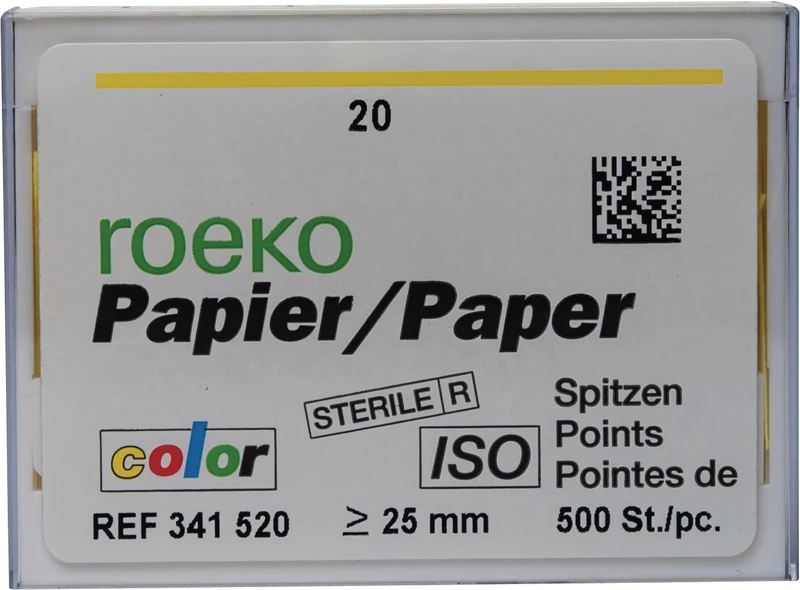 20
roeko
Papier/Paper
STERILE R
color
ISO
Spitzen
Points
Pointes de
REF 341 520
≥ 25 mm
500 St./pc.